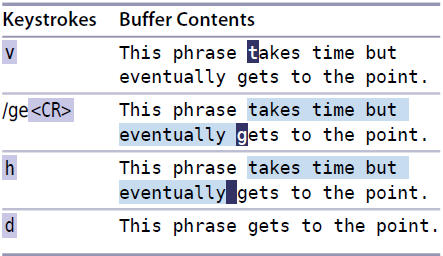 Keystrokes Buffer Contents
v This phrase takes time but
eventually gets to the point.
/ge<CR> This phrase takes time but
eventually gets to the point.
h This phrase takes time but
eventually gets to the point.
d This phrase gets to the point.